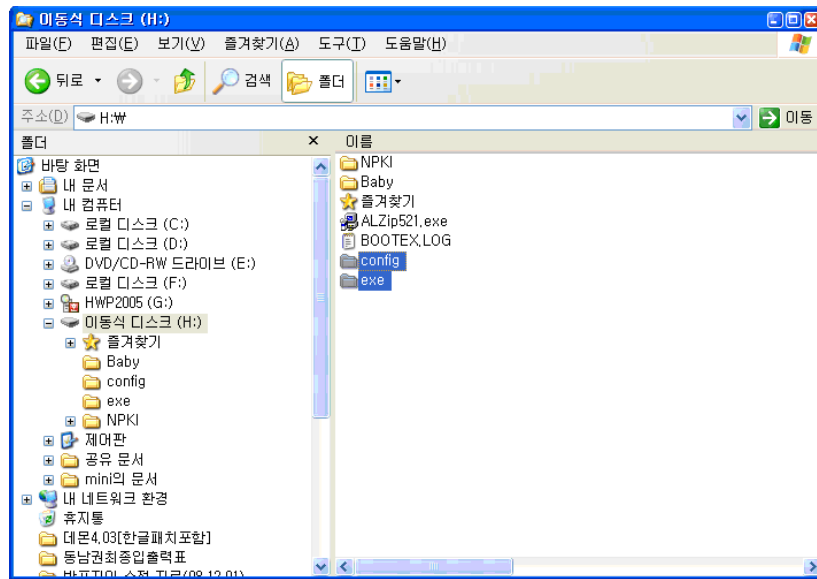 이동식 디스크 (H:)
파일(F) 편집(E) 보기(V) 즐겨찾기(A) 도구(T) 도움말(H)
뒤로 검색 폴더
주소(D) H:₩ 이동
폴더 × 이름
바탕 화면
내 문서
내 컴퓨터
로컬 디스크 (C:)
로컬 디스크 (D:)
DVD/CD-RW 드라이브 (E:)
로컬 디스크 (F:)
HWP2005 (G:)
이동식 디스크 (H:)
즐겨찾기
Baby
config
exe
NPKI
제어판
공유 문서
mini의 문서
내 네트워크 환경
휴지통
데몬4,03[한글패치포함]
동남권최종입출력표
NPKI
Baby
즐겨찾기
ALZip521,exe
BOOTEX,LOG
config
exe